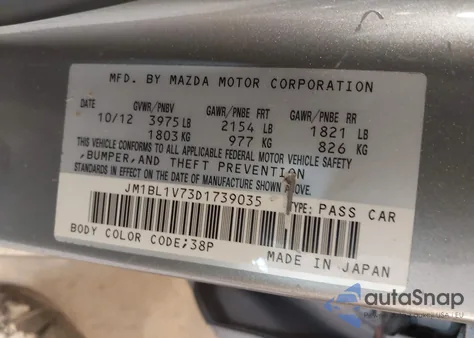 MFD. BY MAZDA MOTOR CORPORATION
DATE GVWR/PNBV GAWR/PNBE FRT GAWR/PNBE RR
10/12 3975 LB 2154 LB 1821 LB
1803 KG 977 KG 826 KG
THIS VEHICLE CONFORMS TO ALL APPLICABLE FEDERAL MOTOR VEHICLE SAFETY
,BUMPER,AND THEFT PREVENTION
STANDARDS IN EFFECT ON THE DATE OF MANUFACTURE SHOWN ABOVE.
JM1BL1V73D1739035 TYPE: PASS CAR
BODY COLOR CODE;38P
MADE IN JAPAN
autoSnap